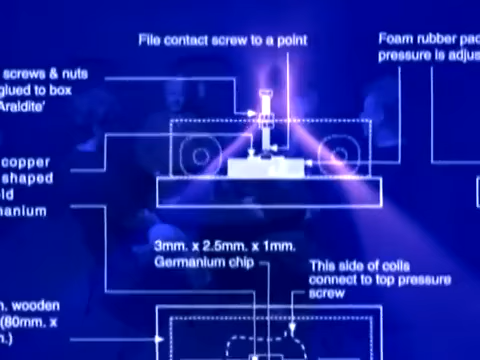 File contact screw to a point
Foam rubber pad
pressure is adjus
screws & nuts
glued to box
Araldite'
copper
shaped
manium
3mm. x 2.5mm. x 1mm.
Germanium chip
This side of coils
connect to top pressure
screw
wooden
(80mm. x